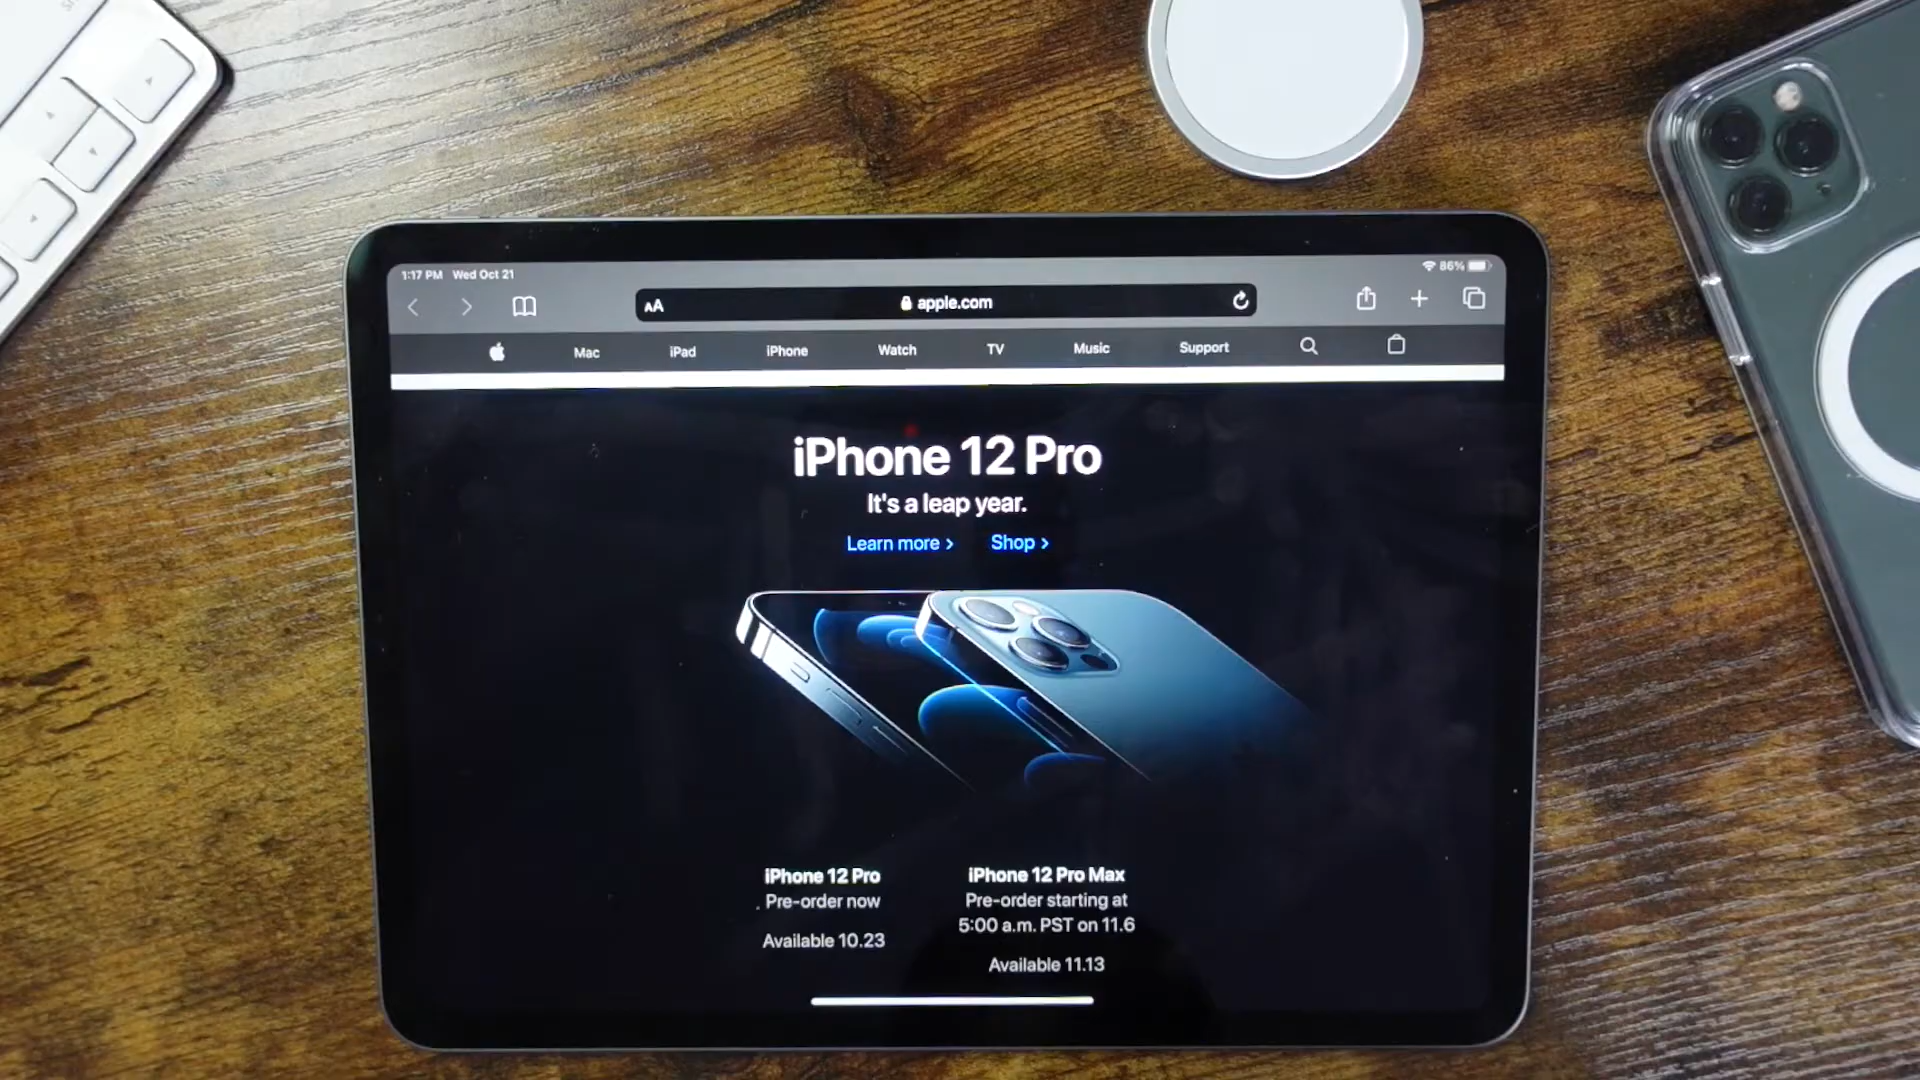 1:17 PM Wed Oct 21
86%
AA
apple.com
Mac iPad iPhone Watch TV Music Support
iPhone 12 Pro
It's a leap year.
Learn more > Shop >
iPhone 12 Pro
Pre-order now
Available 10.23
iPhone 12 Pro Max
Pre-order starting at
5:00 a.m. PST on 11.6
Available 11.13